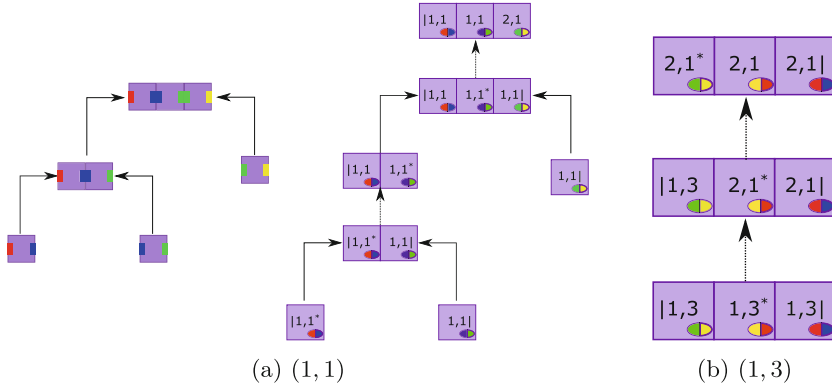 |1,1 1,1 2,1
|1,1 1,1* 1,1|
|1,1 1,1*
1,1|
|1,1* 1,1|
|1,1* 1,1|
(a) (1, 1)
2,1* 2,1 2,1|
|1,3 2,1* 2,1|
|1,3 1,3* 1,3|
(b) (1, 3)